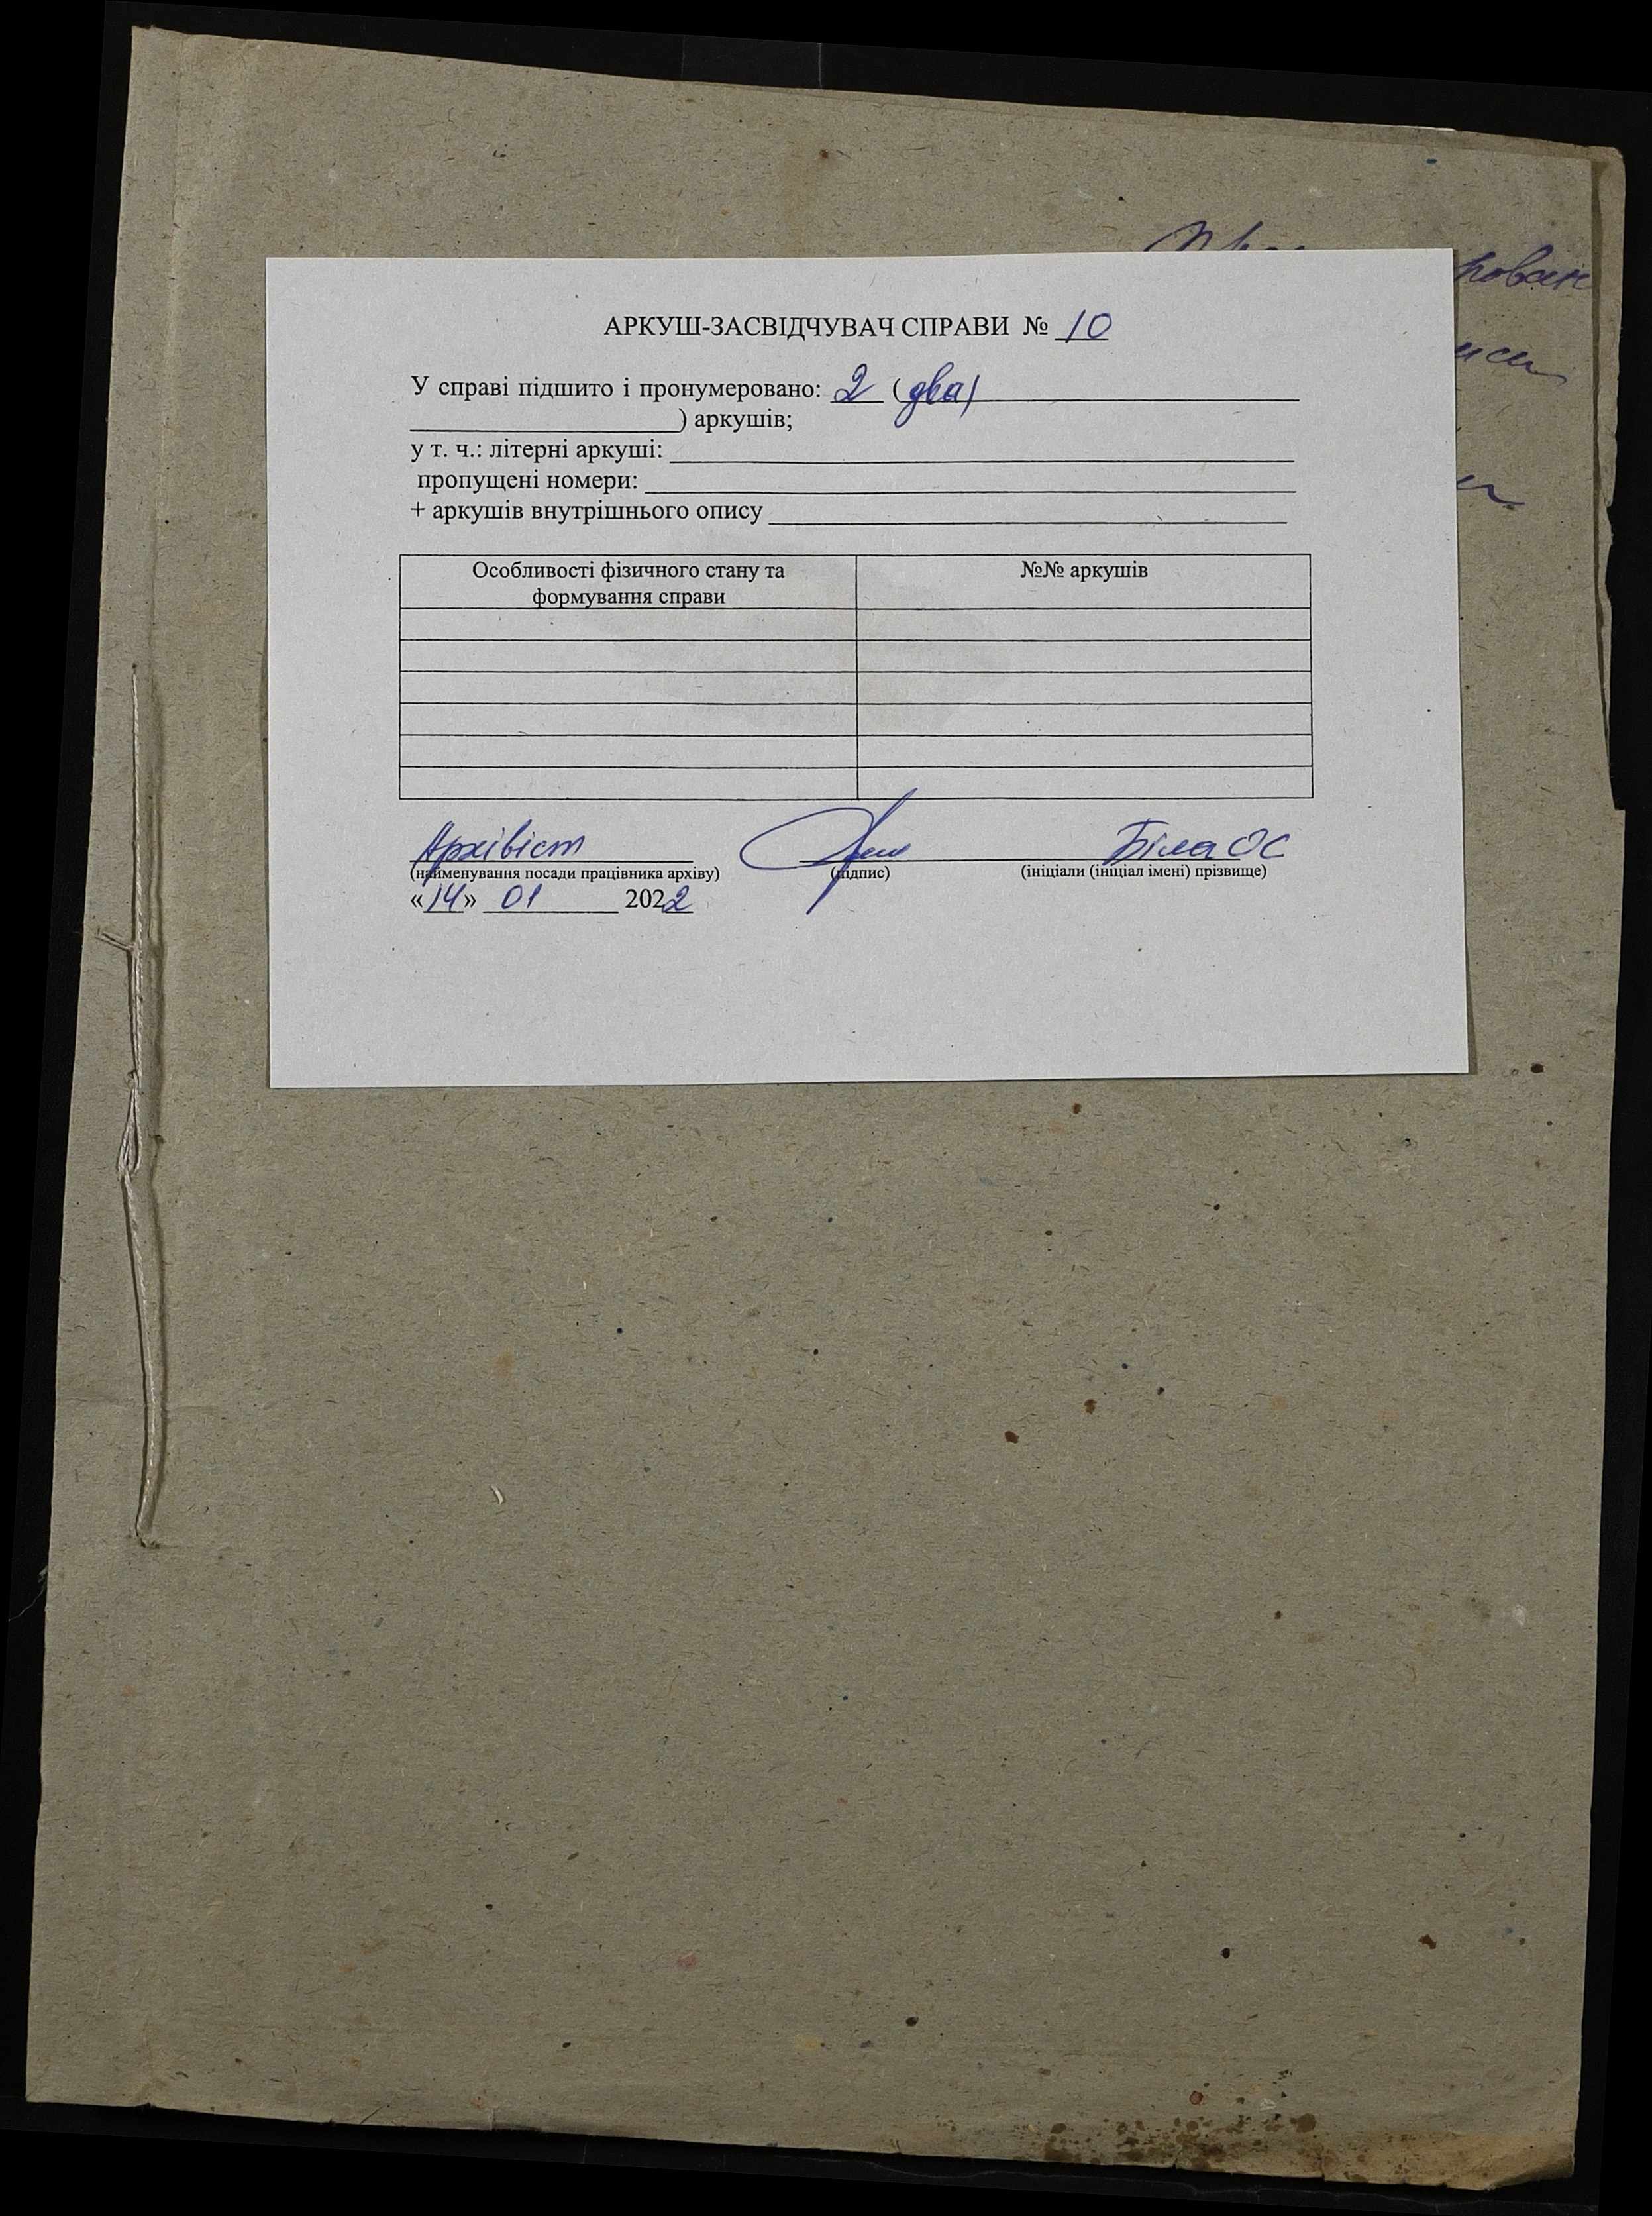 рован
АРКУШ-ЗАСВІДЧУВАЧ СПРАВИ № 10
У справі підшито і пронумеровано: 2 (два)
) аркушів;
у т. ч.: літерні аркуші:
пропущені номери:
+ аркушів внутрішнього опису
Особливості фізичного стану та формування справи
№№ аркушів
Архівіст Біла ОС
(найменування посади працівника архіву) (підпис) (ініціали (ініціал імені) прізвище)
«14» 01 2022